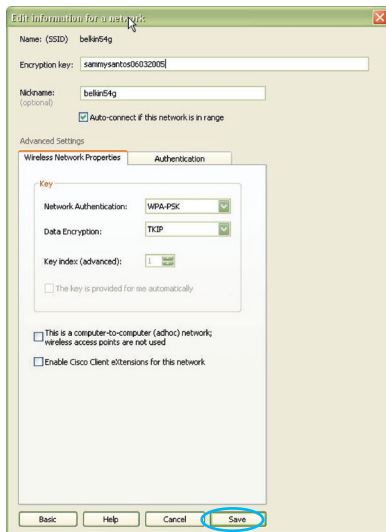 Edit information for a network
Name: (SSID) belkin54g
Encryption key: sammysantos06032005
Nickname: belkin54g
(optional)
Auto-connect if this network is in range
Advanced Settings
Wireless Network Properties Authentication
Key
Network Authentication: WPA-PSK
Data Encryption: TKIP
Key index (advanced): 1
The key is provided for me automatically
This is a computer-to-computer (adhoc) network;
wireless access points are not used
Enable Cisco Client eXtensions for this network
Basic Help Cancel Save